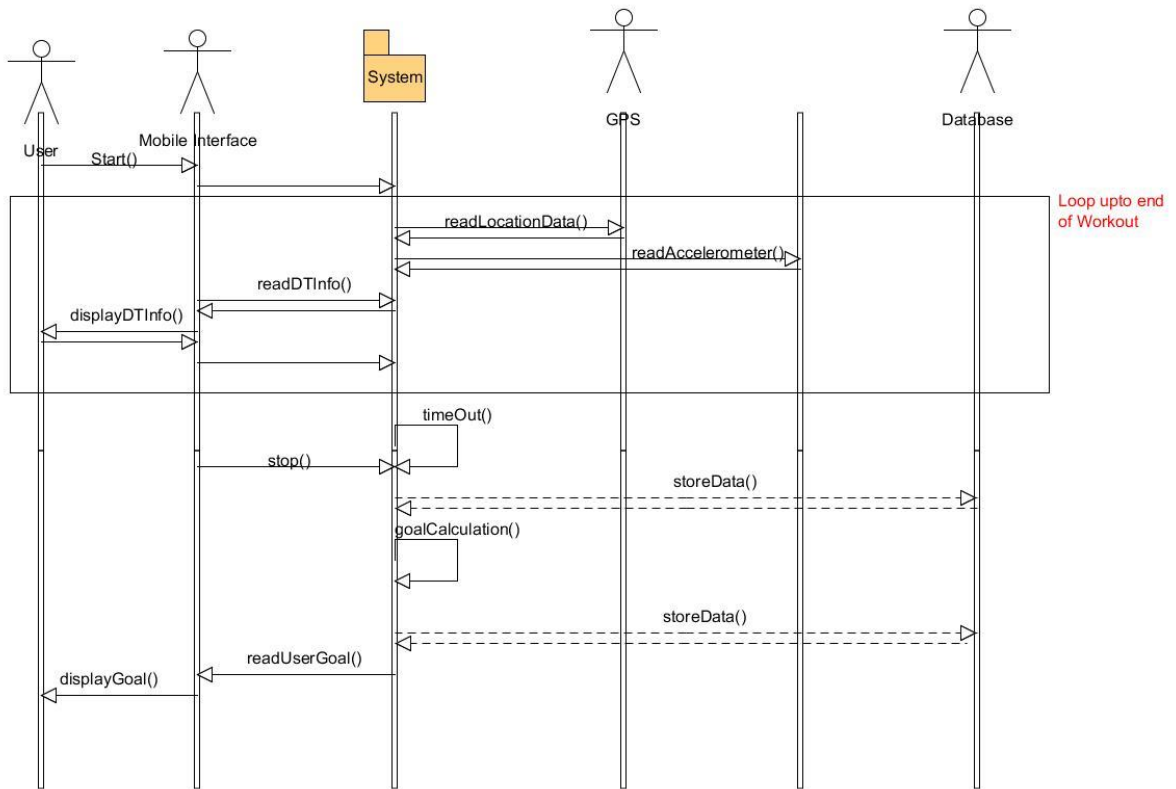 System
GPS
Database
Mobile Interface
User
Start()
Loop upto end
of Workout
readLocationData()
readAccelerometer()
readDTInfo()
displayDTInfo()
timeOut()
stop()
storeData()
goalCalculation()
storeData()
readUserGoal()
displayGoal()